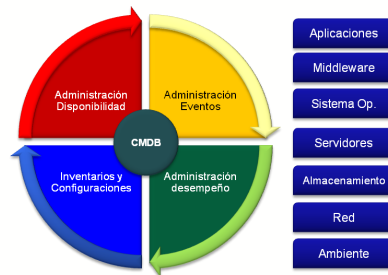 Administración
Disponibilidad
Administración
Eventos
CMDB
Inventarios y
Configuraciones
Administración
desempeño
Aplicaciones
Middleware
Sistema Op.
Servidores
Almacenamiento
Red
Ambiente